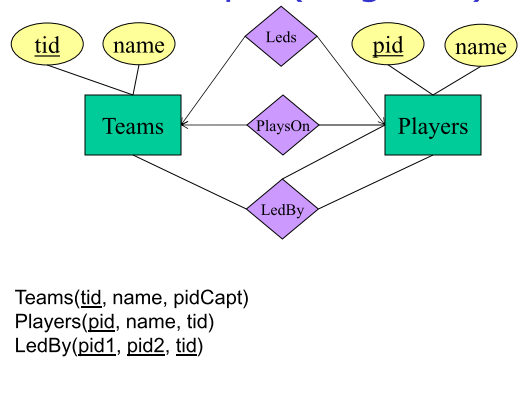 tid name pid name
Leds
Teams PlaysOn Players
LedBy
Teams(tid, name, pidCapt)
Players(pid, name, tid)
LedBy(pid1, pid2, tid)